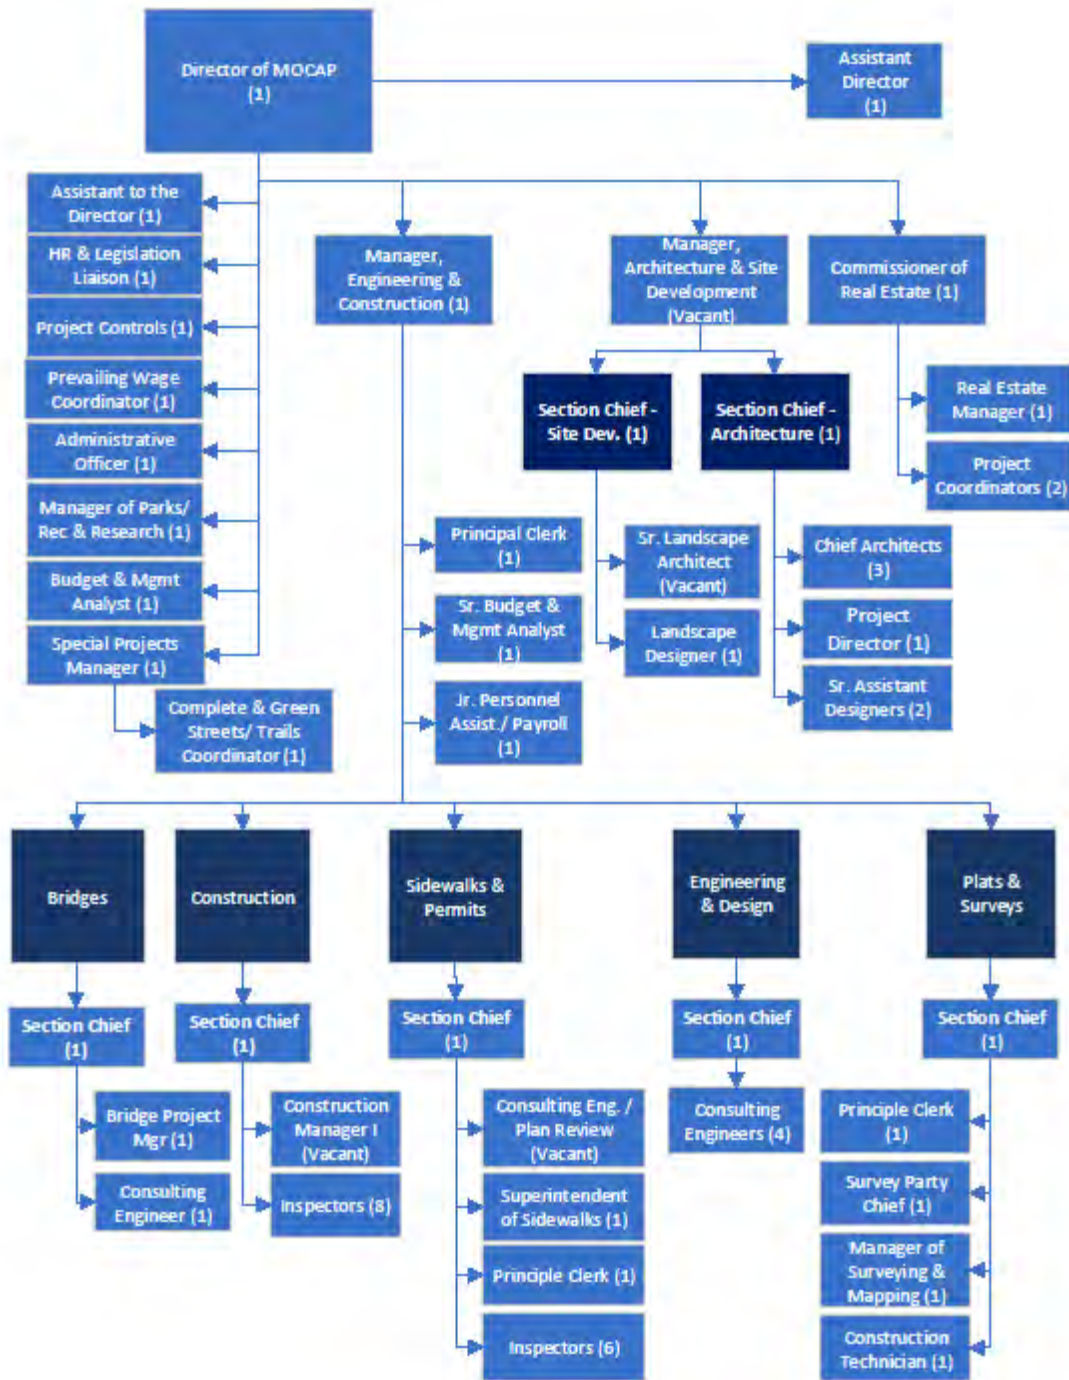 Director of MOCAP
(1)
Assistant
Director
(1)
Assistant to the
Director (1)
HR & Legislation
Liaison (1)
Project Controls (1)
Prevailing Wage
Coordinator (1)
Administrative
Officer (1)
Manager of Parks/
Rec & Research (1)
Budget & Mgmt
Analyst (1)
Special Projects
Manager (1)
Complete & Green
Streets/ Trails
Coordinator (1)
Manager,
Engineering &
Construction (1)
Manager,
Architecture & Site
Development
(Vacant)
Commissioner of
Real Estate (1)
Section Chief -
Site Dev. (1)
Section Chief -
Architecture (1)
Real Estate
Manager (1)
Project
Coordinators (2)
Principal Clerk
(1)
Sr. Budget &
Mgmt Analyst
(1)
Jr. Personnel
Assist./ Payroll
(1)
Sr. Landscape
Architect
(Vacant)
Landscape
Designer (1)
Chief Architects
(3)
Project
Director (1)
Sr. Assistant
Designers (2)
Bridges
Construction
Sidewalks &
Permits
Engineering
& Design
Plats &
Surveys
Section Chief
(1)
Section Chief
(1)
Section Chief
(1)
Section Chief
(1)
Section Chief
(1)
Bridge Project
Mgr (1)
Consulting
Engineer (1)
Construction
Manager I
(Vacant)
Inspectors (8)
Consulting Eng. /
Plan Review
(Vacant)
Superintendent
of Sidewalks (1)
Principle Clerk (1)
Inspectors (6)
Consulting
Engineers (4)
Principle Clerk
(1)
Survey Party
Chief (1)
Manager of
Surveying &
Mapping (1)
Construction
Technician (1)